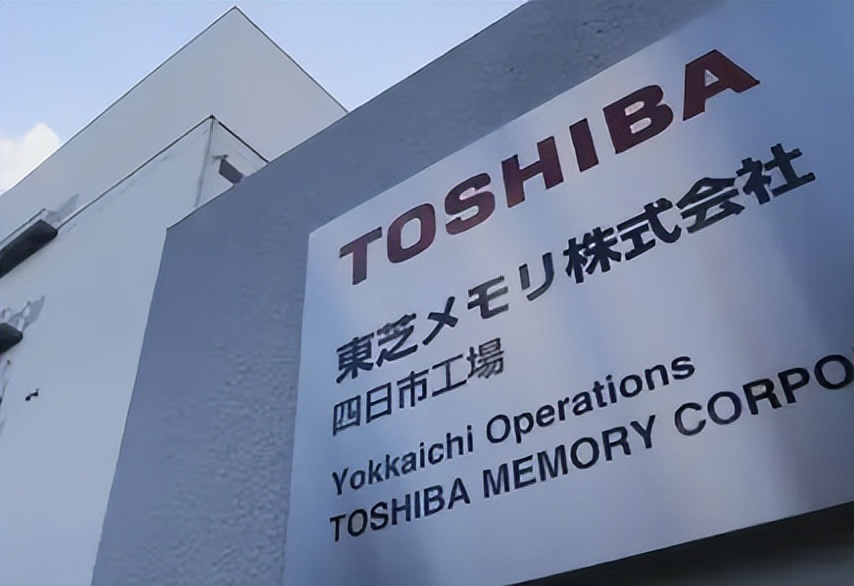 TOSHIBA
東芝メモリ株式会社
四日市工場
Yokkaichi Operations
TOSHIBA MEMORY CORPO